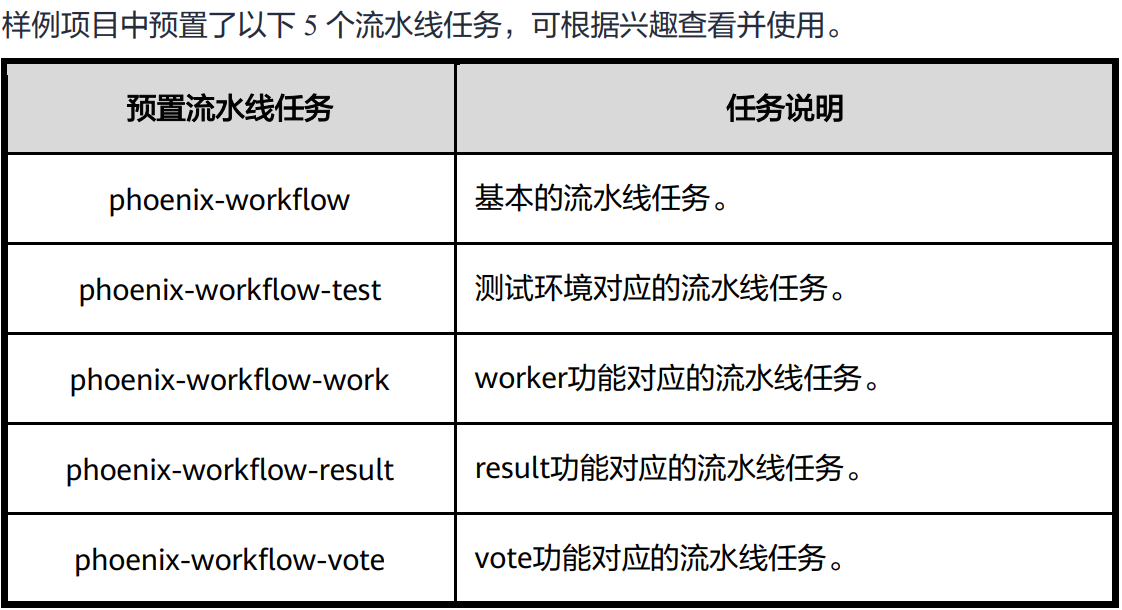 样例项目中预置了以下 5 个流水线任务，可根据兴趣查看并使用。
预置流水线任务 任务说明
phoenix-workflow 基本的流水线任务。
phoenix-workflow-test 测试环境对应的流水线任务。
phoenix-workflow-work worker功能对应的流水线任务。
phoenix-workflow-result result功能对应的流水线任务。
phoenix-workflow-vote vote功能对应的流水线任务。